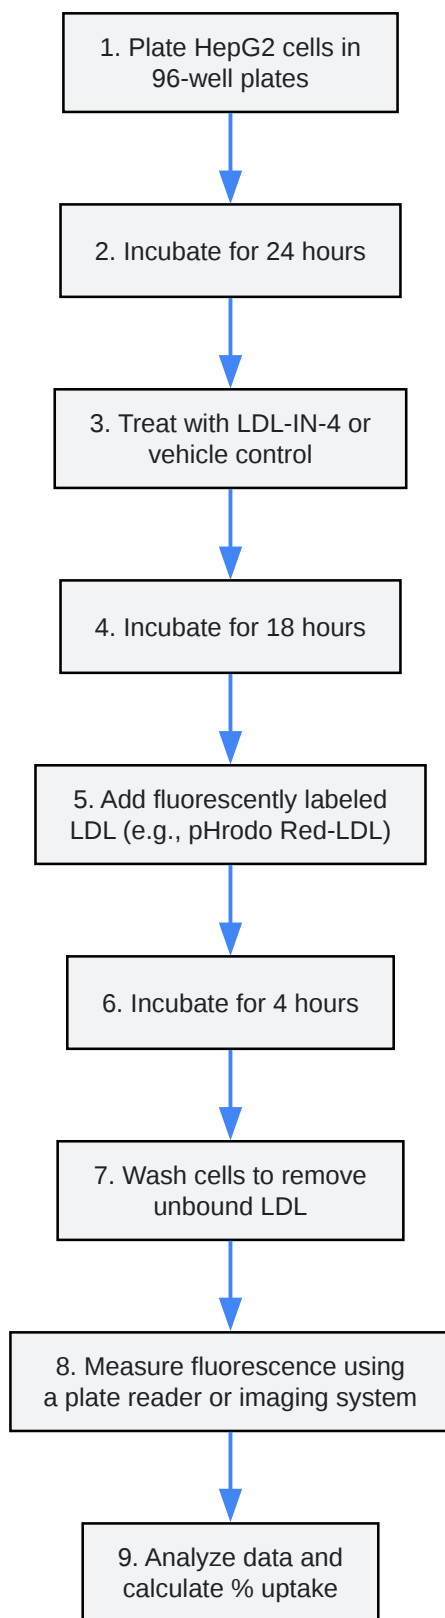 1. Plate HepG2 cells in
96-well plates
2. Incubate for 24 hours
3. Treat with LDL-IN-4 or
vehicle control
4. Incubate for 18 hours
5. Add fluorescently labeled
LDL (e.g., pHrodo Red-LDL)
6. Incubate for 4 hours
7. Wash cells to remove
unbound LDL
8. Measure fluorescence using
a plate reader or imaging system
9. Analyze data and
calculate % uptake